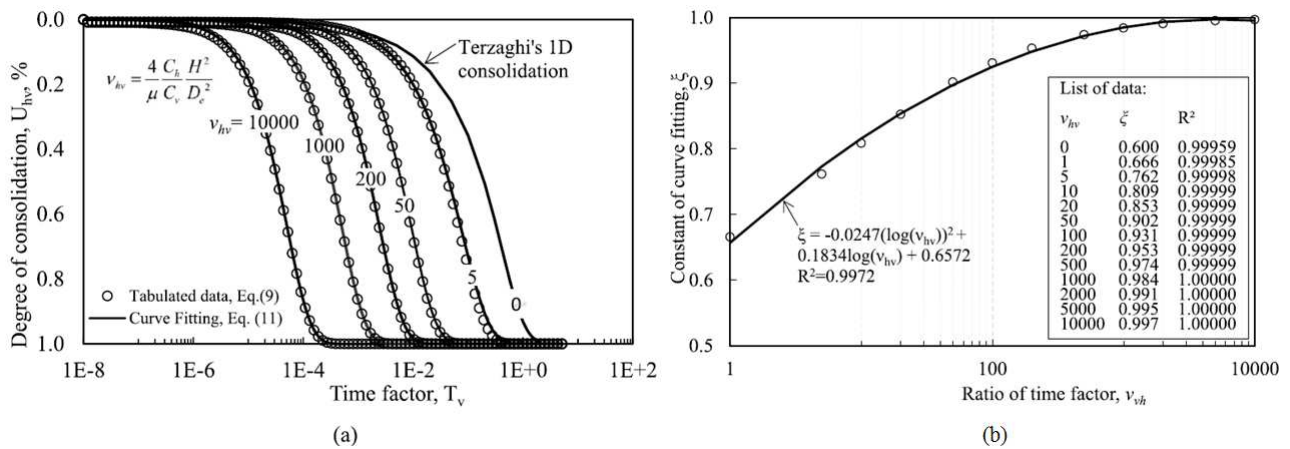 (a)
0.0
0.2
0.4
0.6
0.8
1.0
Degree of consolidation, U_hv, %
ν_hv = 4/μ C_h/C_v H²/D_e²
Terzaghi's 1D
consolidation
ν_hv= 10000
1000
200
50
5
0
Tabulated data, Eq.(9)
Curve Fitting, Eq. (11)
1E-8
1E-6
1E-4
1E-2
1E+0
1E+2
Time factor, T_v
(a)
1.0
0.9
0.8
0.7
0.6
0.5
Constant of curve fitting, ξ
ξ = -0.0247(log(ν_hv))² +
0.1834log(ν_hv) + 0.6572
R²=0.9972
List of data:
ν_hv ξ R²
0 0.600 0.99959
1 0.666 0.99985
5 0.762 0.99998
10 0.809 0.99999
20 0.853 0.99999
50 0.902 0.99999
100 0.931 0.99999
200 0.953 0.99999
500 0.974 0.99999
1000 0.984 1.00000
2000 0.991 1.00000
5000 0.995 1.00000
10000 0.997 1.00000
1
100
10000
Ratio of time factor, ν_vh
(b)